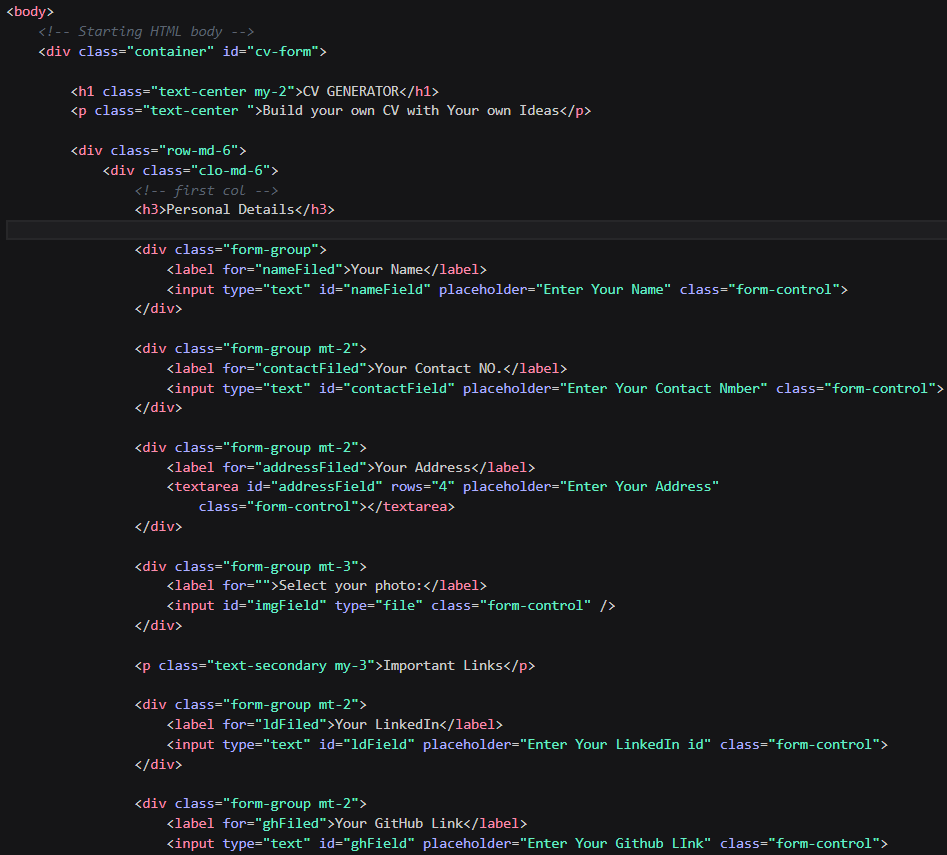 <body>
<!-- Starting HTML body -->
<div class="container" id="cv-form">
<h1 class="text-center my-2">CV GENERATOR</h1>
<p class="text-center ">Build your own CV with Your own Ideas</p>
<div class="row-md-6">
<div class="clo-md-6">
<!-- first col -->
<h3>Personal Details</h3>
<div class="form-group">
<label for="nameFiled">Your Name</label>
<input type="text" id="nameField" placeholder="Enter Your Name" class="form-control">
</div>
<div class="form-group mt-2">
<label for="contactFiled">Your Contact NO.</label>
<input type="text" id="contactField" placeholder="Enter Your Contact Nmber" class="form-control">
</div>
<div class="form-group mt-2">
<label for="addressFiled">Your Address</label>
<textarea id="addressField" rows="4" placeholder="Enter Your Address"
class="form-control"></textarea>
</div>
<div class="form-group mt-3">
<label for="">Select your photo:</label>
<input id="imgField" type="file" class="form-control" />
</div>
<p class="text-secondary my-3">Important Links</p>
<div class="form-group mt-2">
<label for="ldFiled">Your LinkedIn</label>
<input type="text" id="ldField" placeholder="Enter Your LinkedIn id" class="form-control">
</div>
<div class="form-group mt-2">
<label for="ghFiled">Your GitHub Link</label>
<input type="text" id="ghField" placeholder="Enter Your Github LInk" class="form-control">